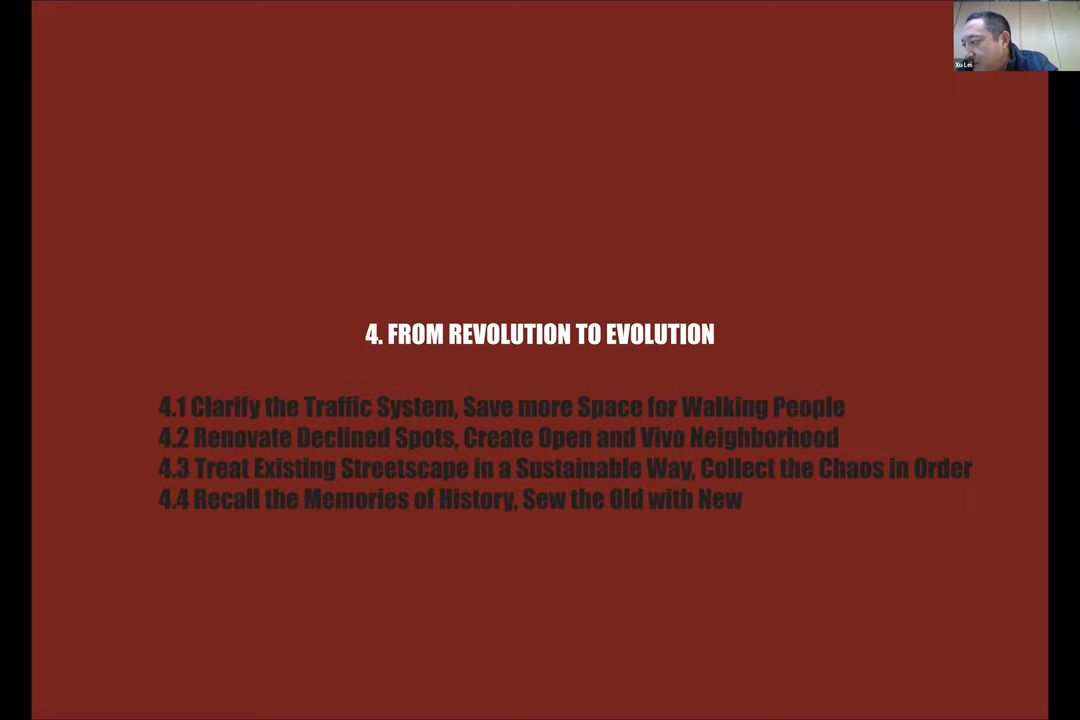 Xu Lei
4. FROM REVOLUTION TO EVOLUTION
4.1 Clarify the Traffic System, Save more Space for Walking People
4.2 Renovate Declined Spots, Create Open and Vivo Neighborhood
4.3 Treat Existing Streetscape in a Sustainable Way, Collect the Chaos in Order
4.4 Recall the Memories of History, Sew the Old with New